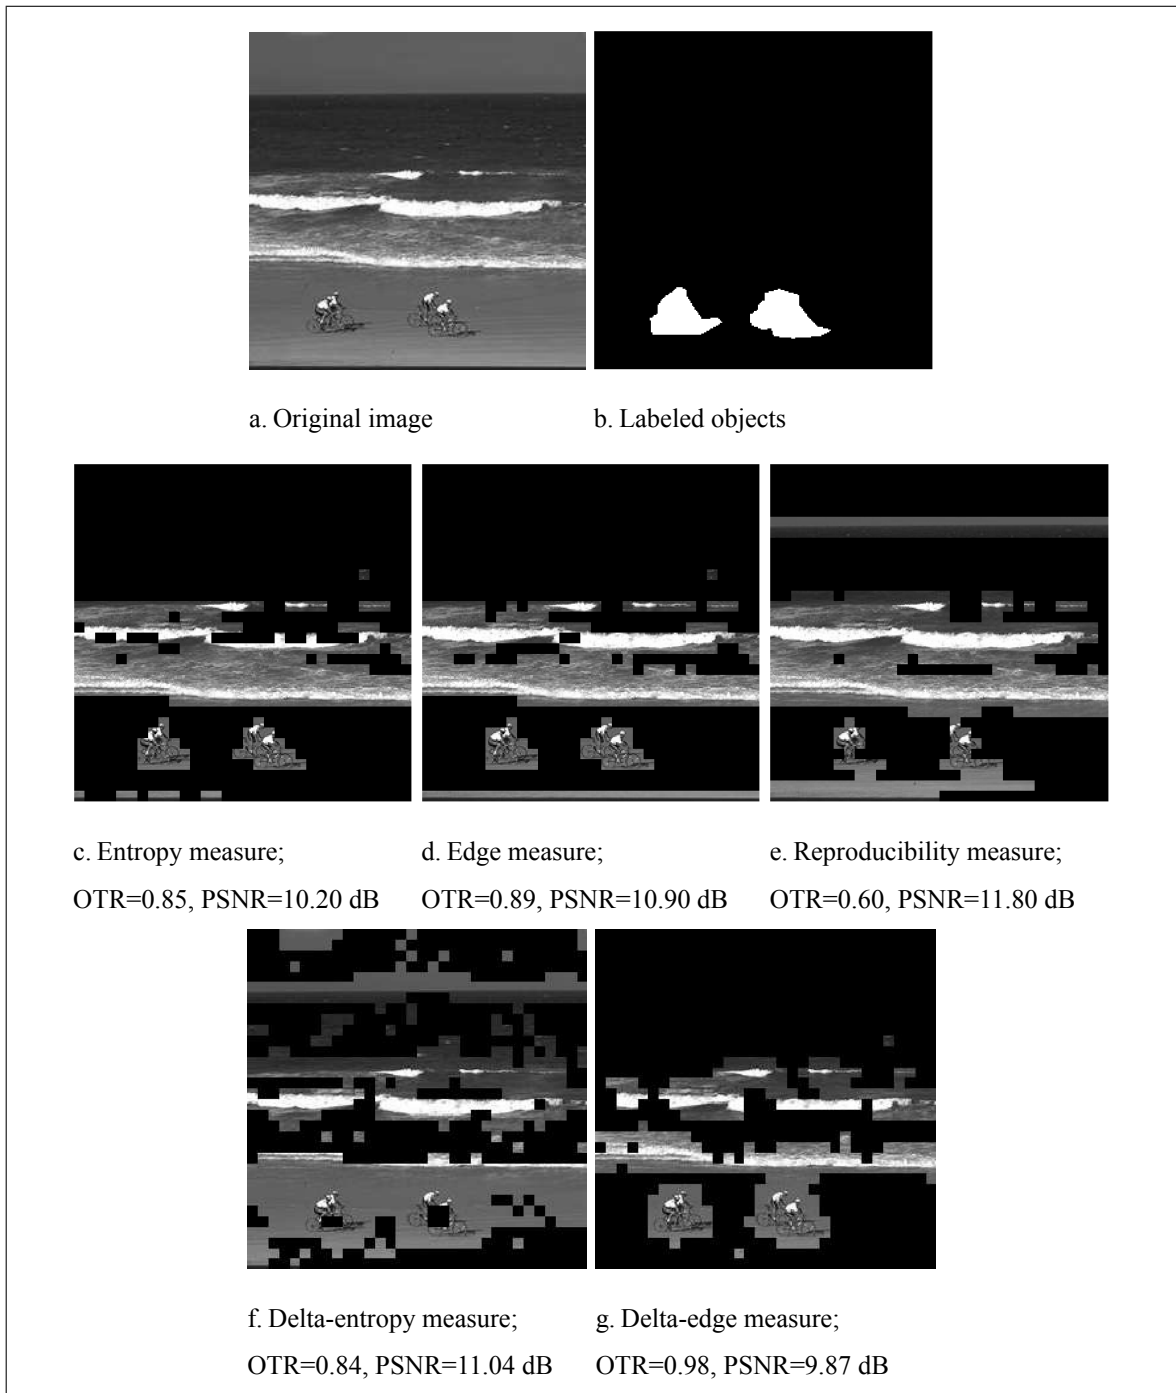 a. Original image
b. Labeled objects
c. Entropy measure;
OTR=0.85, PSNR=10.20 dB
d. Edge measure;
OTR=0.89, PSNR=10.90 dB
e. Reproducibility measure;
OTR=0.60, PSNR=11.80 dB
f. Delta-entropy measure;
OTR=0.84, PSNR=11.04 dB
g. Delta-edge measure;
OTR=0.98, PSNR=9.87 dB